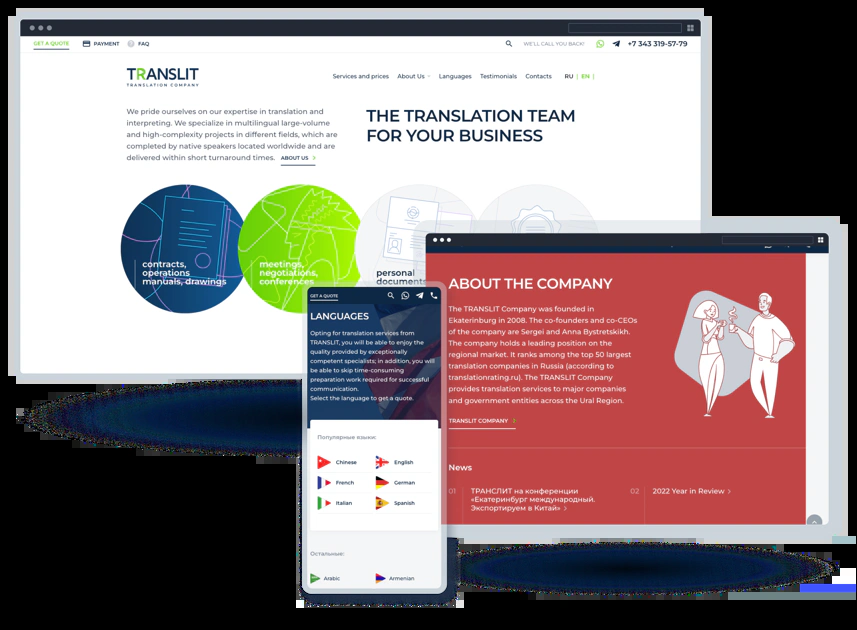 GET A QUOTE
PAYMENT
FAQ
WE'LL CALL YOU BACK!
+7 343 319-57-79
TRANSLIT
TRANSLATION COMPANY
Services and prices
About Us
Languages
Testimonials
Contacts
RU | EN |
We pride ourselves on our expertise in translation and
interpreting. We specialize in multilingual large-volume
and high-complexity projects in different fields, which are
completed by native speakers located worldwide and are
delivered within short turnaround times. ABOUT US >
THE TRANSLATION TEAM
FOR YOUR BUSINESS
contracts,
operations
manuals, drawings
meetings,
negotiations,
conferences
personal
documents
GET A QUOTE
LANGUAGES
Opting for translation services from
TRANSLIT, you will be able to enjoy the
quality provided by exceptionally
competent specialists; in addition, you will
be able to skip time-consuming
preparation work required for successful
communication.
Select the language to get a quote.
Популярные языки:
Chinese
English
French
German
Italian
Spanish
Остальные:
Arabic
Armenian
ABOUT THE COMPANY
The TRANSLIT Company was founded in
Ekaterinburg in 2008. The co-founders and co-CEOs
of the company are Sergei and Anna Bystretskikh.
The company holds a leading position on the
regional market. It ranks among the top 50 largest
translation companies in Russia (according to
translationrating.ru). The TRANSLIT Company
provides translation services to major companies
and government entities across the Ural Region.
TRANSLIT COMPANY
News
01
ТРАНСЛИТ на конференции
«Екатеринбург международный.
Экспортируем в Китай» >
02
2022 Year in Review >